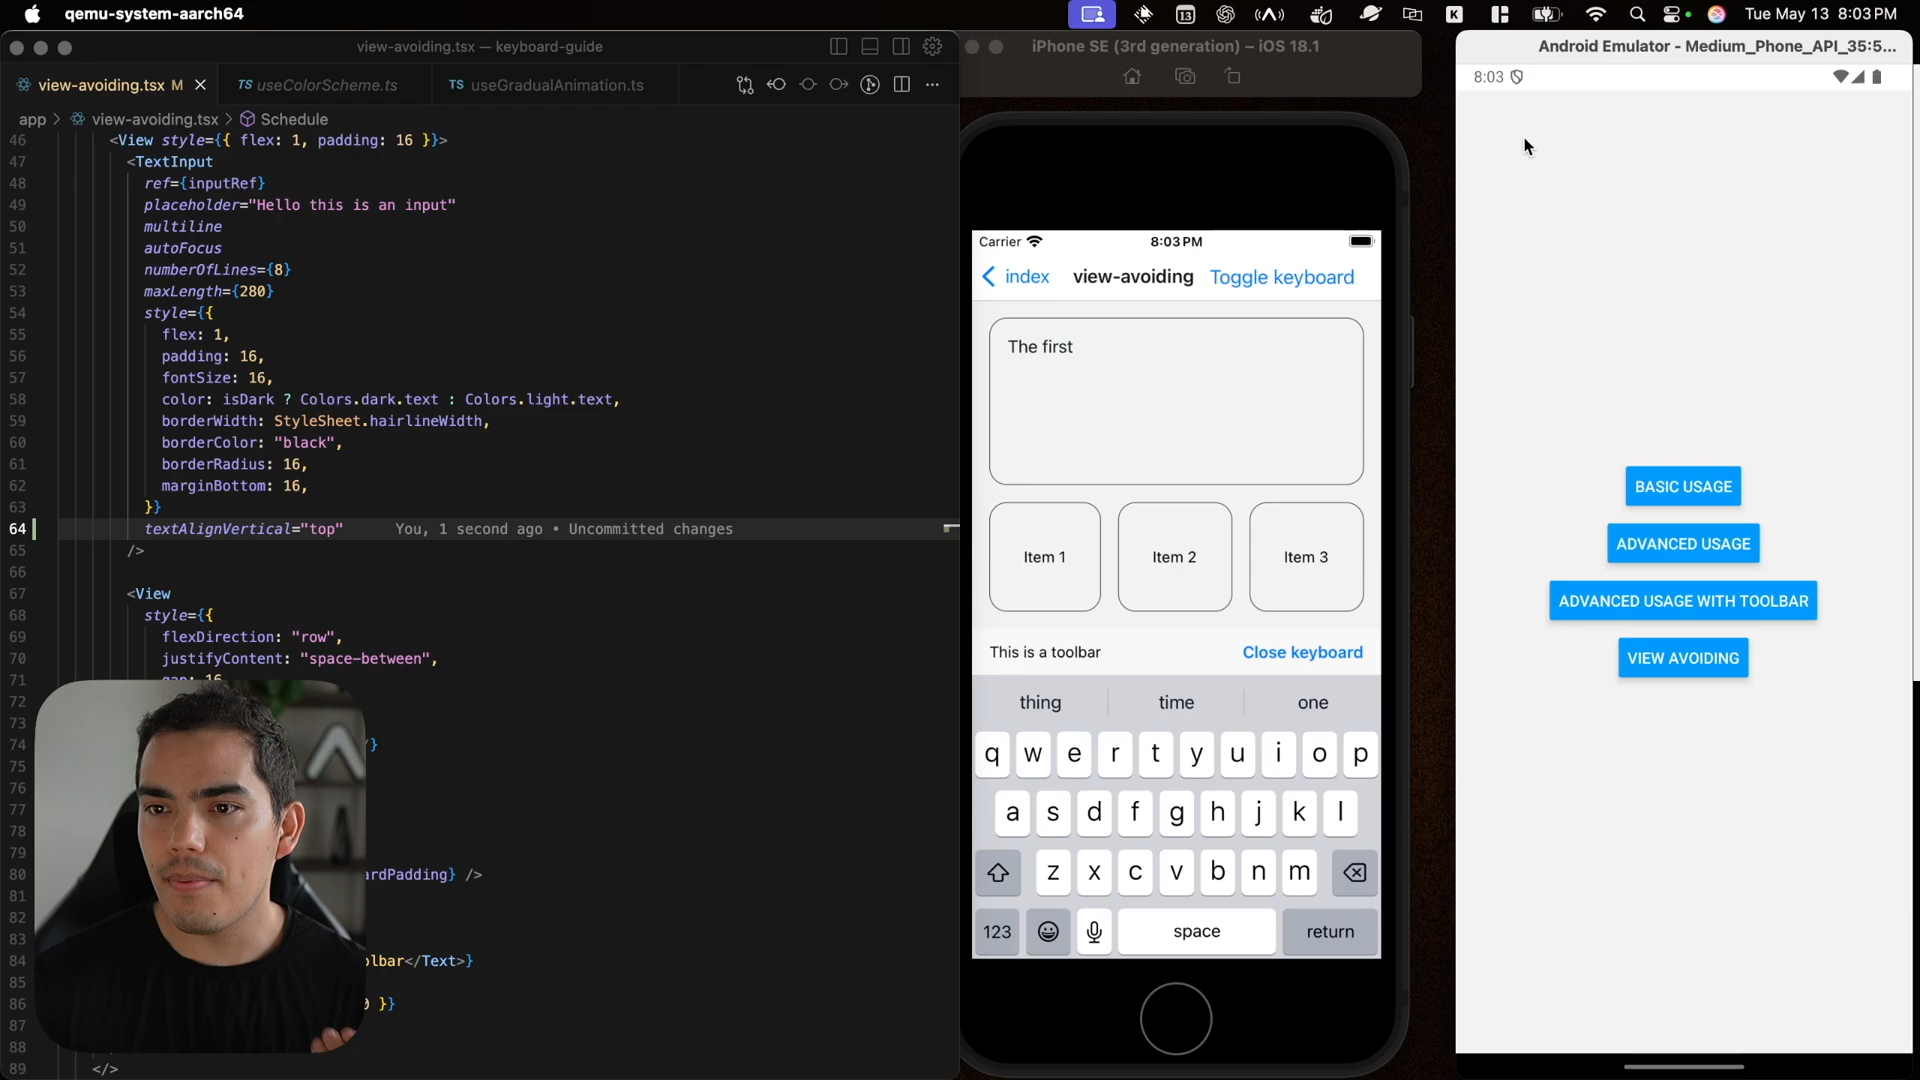 qemu-system-aarch64
13
K
Tue May 13 8:03 PM
view-avoiding.tsx — keyboard-guide
view-avoiding.tsx M
TS useColorScheme.ts
TS useGradualAnimation.ts
app > view-avoiding.tsx > Schedule
46 <View style={{ flex: 1, padding: 16 }}>
47 <TextInput
48 ref={inputRef}
49 placeholder="Hello this is an input"
50 multiline
51 autoFocus
52 numberOfLines={8}
53 maxLength={280}
54 style={{
55 flex: 1,
56 padding: 16,
57 fontSize: 16,
58 color: isDark ? Colors.dark.text : Colors.light.text,
59 borderWidth: StyleSheet.hairlineWidth,
60 borderColor: "black",
61 borderRadius: 16,
62 marginBottom: 16,
63 }}
64 textAlignVertical="top" You, 1 second ago • Uncommitted changes
65 />
66
67 <View
68 style={{
69 flexDirection: "row",
70 justifyContent: "space-between",
71 gap: 16
72
73
74 /}
75
76
77
78
79
80 ardPadding} />
81
82
83
84 olbar</Text>}
85
86 0 }}
87
88
89 </>
iPhone SE (3rd generation) – iOS 18.1
Carrier 8:03 PM
index view-avoiding Toggle keyboard
The first
Item 1 Item 2 Item 3
This is a toolbar Close keyboard
thing time one
q w e r t y u i o p
a s d f g h j k l
z x c v b n m
123 space return
Android Emulator - Medium_Phone_API_35:5...
8:03
BASIC USAGE
ADVANCED USAGE
ADVANCED USAGE WITH TOOLBAR
VIEW AVOIDING